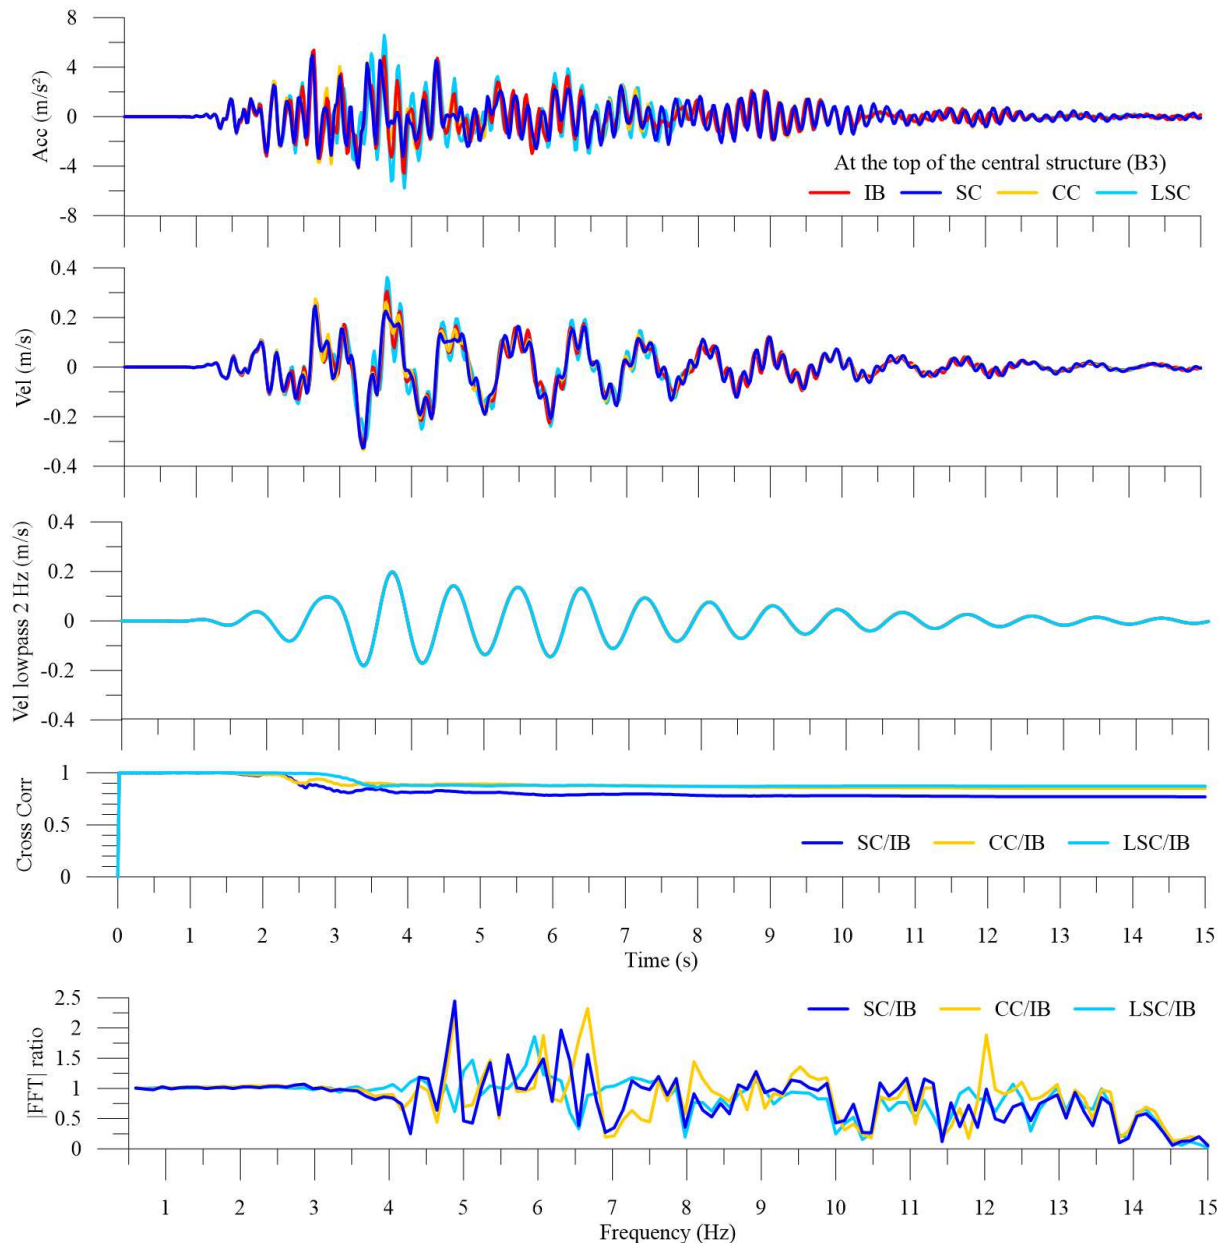 8
4
0
-4
-8
Acc (m/s²)
At the top of the central structure (B3)
IB SC CC LSC
0.4
0.2
0
-0.2
-0.4
Vel (m/s)
0.4
0.2
0
-0.2
-0.4
Vel lowpass 2 Hz (m/s)
1
0.5
0
Cross Corr
SC/IB CC/IB LSC/IB
0 1 2 3 4 5 6 7 8 9 10 11 12 13 14 15
Time (s)
2.5
2
1.5
1
0.5
0
|FFT| ratio
SC/IB CC/IB LSC/IB
1 2 3 4 5 6 7 8 9 10 11 12 13 14 15
Frequency (Hz)